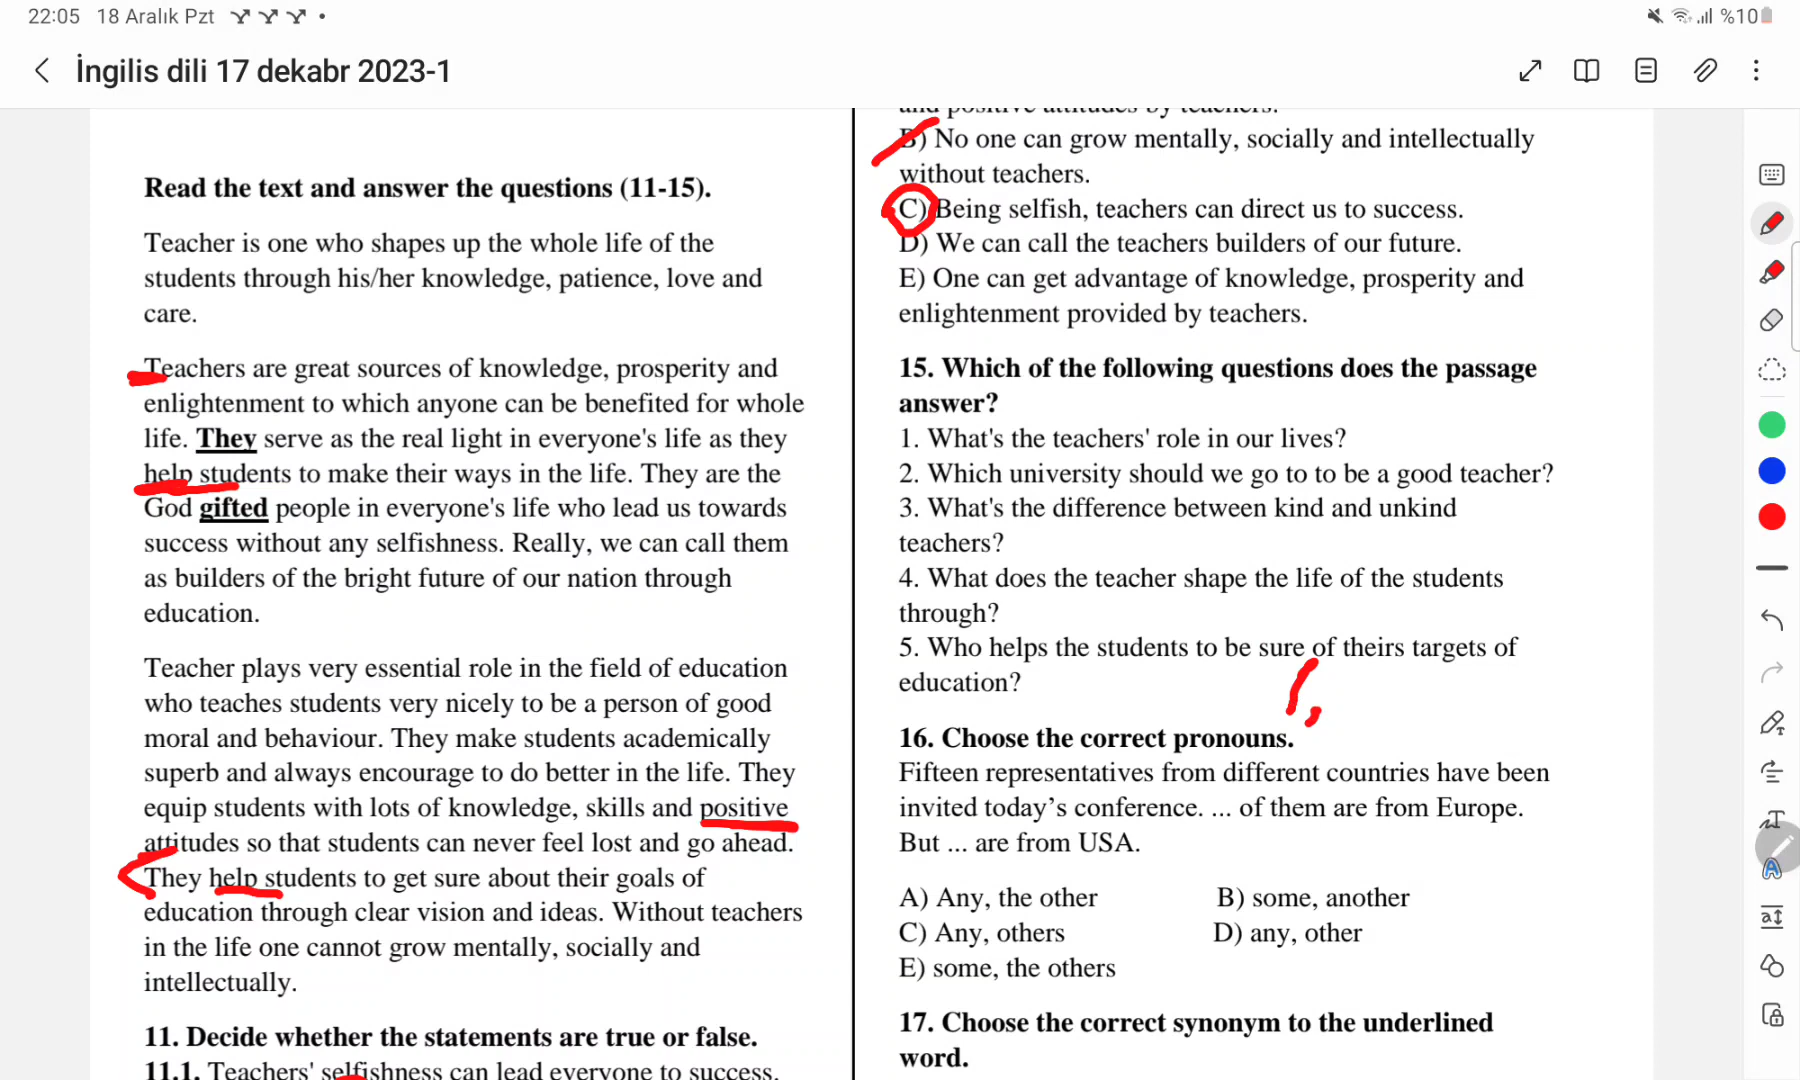 22:05 18 Aralık Pzt
%10
İngilis dili 17 dekabr 2023-1
Read the text and answer the questions (11-15).
Teacher is one who shapes up the whole life of the
students through his/her knowledge, patience, love and
care.
Teachers are great sources of knowledge, prosperity and
enlightenment to which anyone can be benefited for whole
life. They serve as the real light in everyone's life as they
help students to make their ways in the life. They are the
God gifted people in everyone's life who lead us towards
success without any selfishness. Really, we can call them
as builders of the bright future of our nation through
education.
Teacher plays very essential role in the field of education
who teaches students very nicely to be a person of good
moral and behaviour. They make students academically
superb and always encourage to do better in the life. They
equip students with lots of knowledge, skills and positive
attitudes so that students can never feel lost and go ahead.
They help students to get sure about their goals of
education through clear vision and ideas. Without teachers
in the life one cannot grow mentally, socially and
intellectually.
11. Decide whether the statements are true or false.
11.1. Teachers' selfishness can lead everyone to success.
and positive attitudes by teachers.
B) No one can grow mentally, socially and intellectually
without teachers.
C) Being selfish, teachers can direct us to success.
D) We can call the teachers builders of our future.
E) One can get advantage of knowledge, prosperity and
enlightenment provided by teachers.
15. Which of the following questions does the passage
answer?
1. What's the teachers' role in our lives?
2. Which university should we go to to be a good teacher?
3. What's the difference between kind and unkind
teachers?
4. What does the teacher shape the life of the students
through?
5. Who helps the students to be sure of theirs targets of
education?
1,
16. Choose the correct pronouns.
Fifteen representatives from different countries have been
invited today’s conference. ... of them are from Europe.
But ... are from USA.
A) Any, the other B) some, another
C) Any, others D) any, other
E) some, the others
17. Choose the correct synonym to the underlined
word.